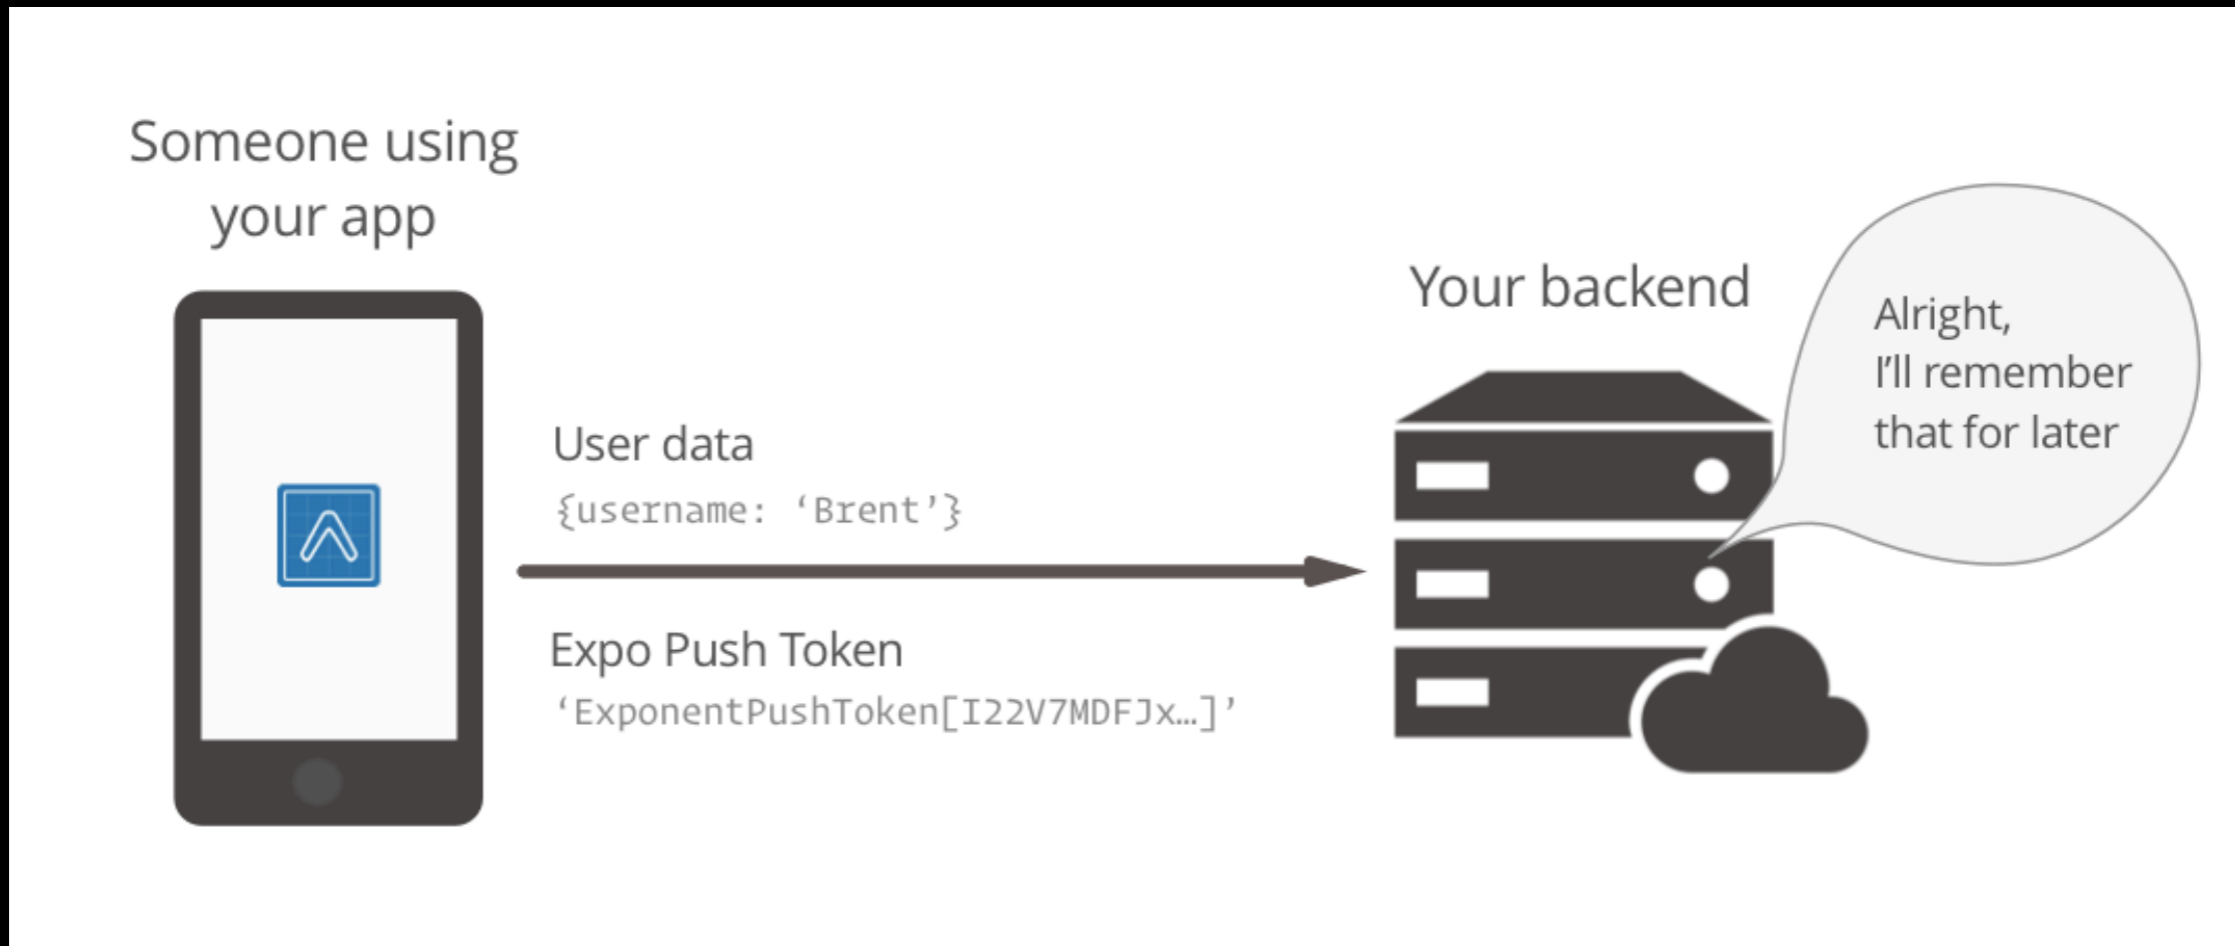 Someone using
your app
User data
{username: ‘Brent’}
Expo Push Token
‘ExponentPushToken[I22V7MDFJx…]’
Your backend
Alright,
I’ll remember
that for later